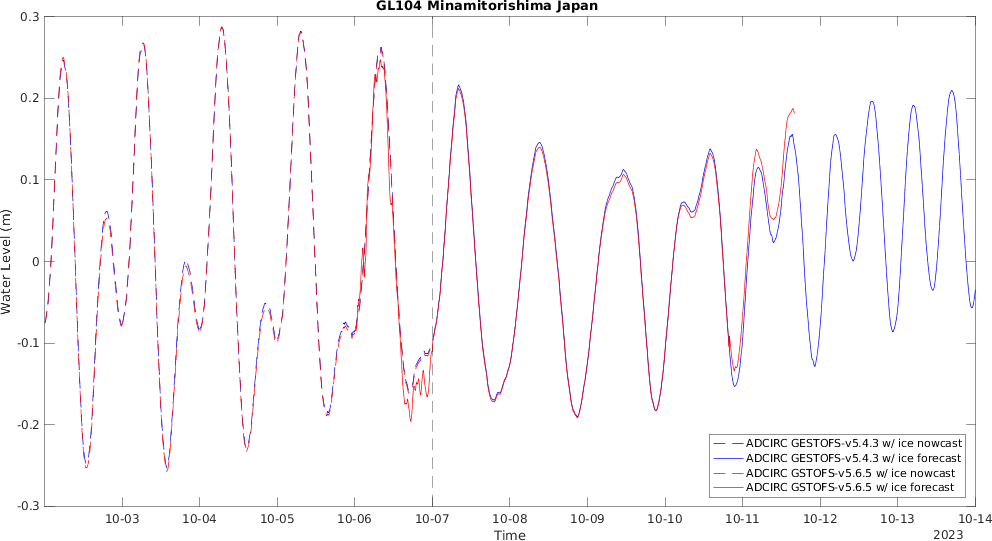 GL104 Minamitorishima Japan
0.3
0.2
0.1
0
-0.1
-0.2
-0.3
Water Level (m)
10-03
10-04
10-05
10-06
10-07
10-08
10-09
10-10
10-11
10-12
10-13
10-14
Time
2023
ADCIRC GESTOFS-v5.4.3 w/ ice nowcast
ADCIRC GESTOFS-v5.4.3 w/ ice forecast
ADCIRC GSTOFS-v5.6.5 w/ ice nowcast
ADCIRC GSTOFS-v5.6.5 w/ ice forecast